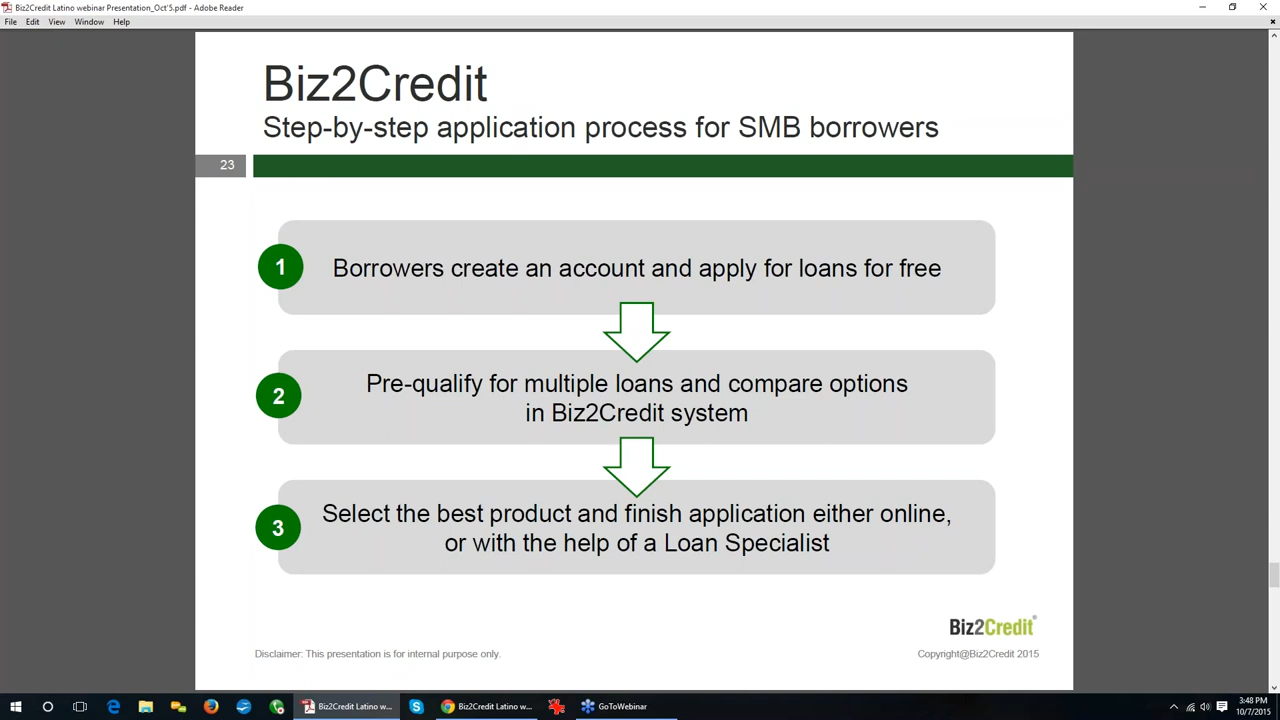 Biz2Credit Latino webinar Presentation_Oct'5.pdf - Adobe Reader
File Edit View Window Help
Biz2Credit
Step-by-step application process for SMB borrowers
23
1
Borrowers create an account and apply for loans for free
2
Pre-qualify for multiple loans and compare options
in Biz2Credit system
3
Select the best product and finish application either online,
or with the help of a Loan Specialist
Biz2Credit®
Disclaimer: This presentation is for internal purpose only.
Copyright@Biz2Credit 2015
Biz2Credit Latino w...
Biz2Credit Latino w...
GoToWebinar
3:48 PM
10/7/2015